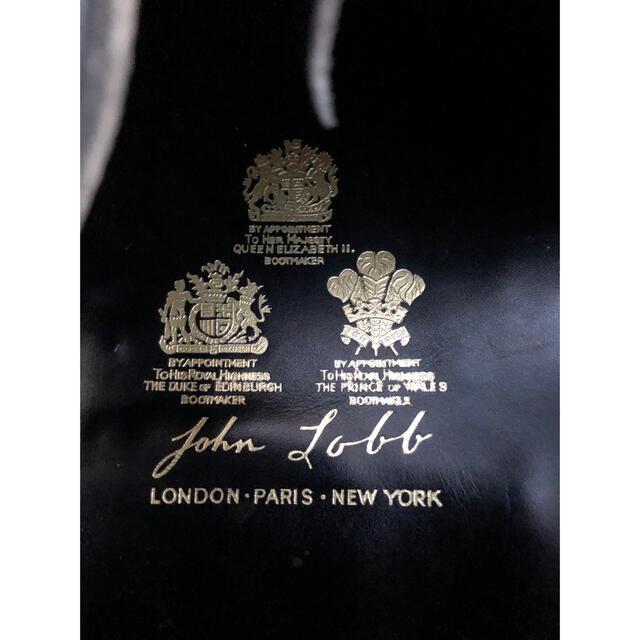 BY APPOINTMENT
TO HER MAJESTY
QUEEN ELIZABETH II.
BOOTMAKER
BY APPOINTMENT
TO HIS ROYAL HIGHNESS
THE DUKE OF EDINBURGH
BOOTMAKER
BY APPOINTMENT
TO HIS ROYAL HIGHNESS
THE PRINCE OF WALES
BOOTMAKER
John Lobb
LONDON · PARIS · NEW YORK